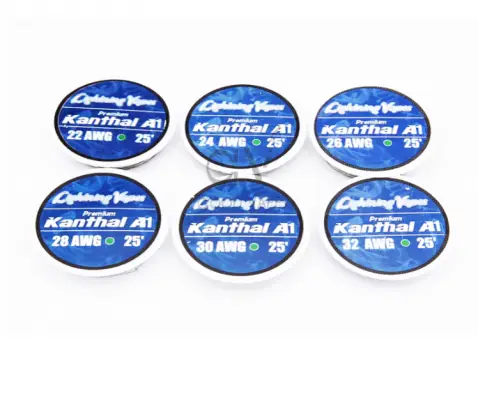 Lightning Vapes
Premium
Kanthal A1
22 AWG 25'
Lightning Vapes
Premium
Kanthal A1
24 AWG 25'
Lightning Vapes
Premium
Kanthal A1
26 AWG 25'
Lightning Vapes
Premium
Kanthal A1
28 AWG 25'
Lightning Vapes
Premium
Kanthal A1
30 AWG 25'
Lightning Vapes
Premium
Kanthal A1
32 AWG 25'